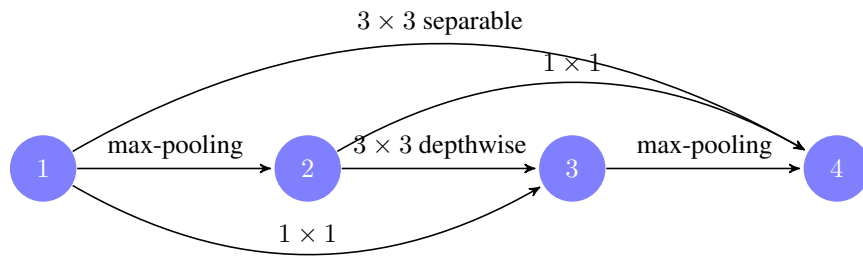 3 × 3 separable
1 × 1
max-pooling
3 × 3 depthwise
max-pooling
1
2
3
4
1 × 1